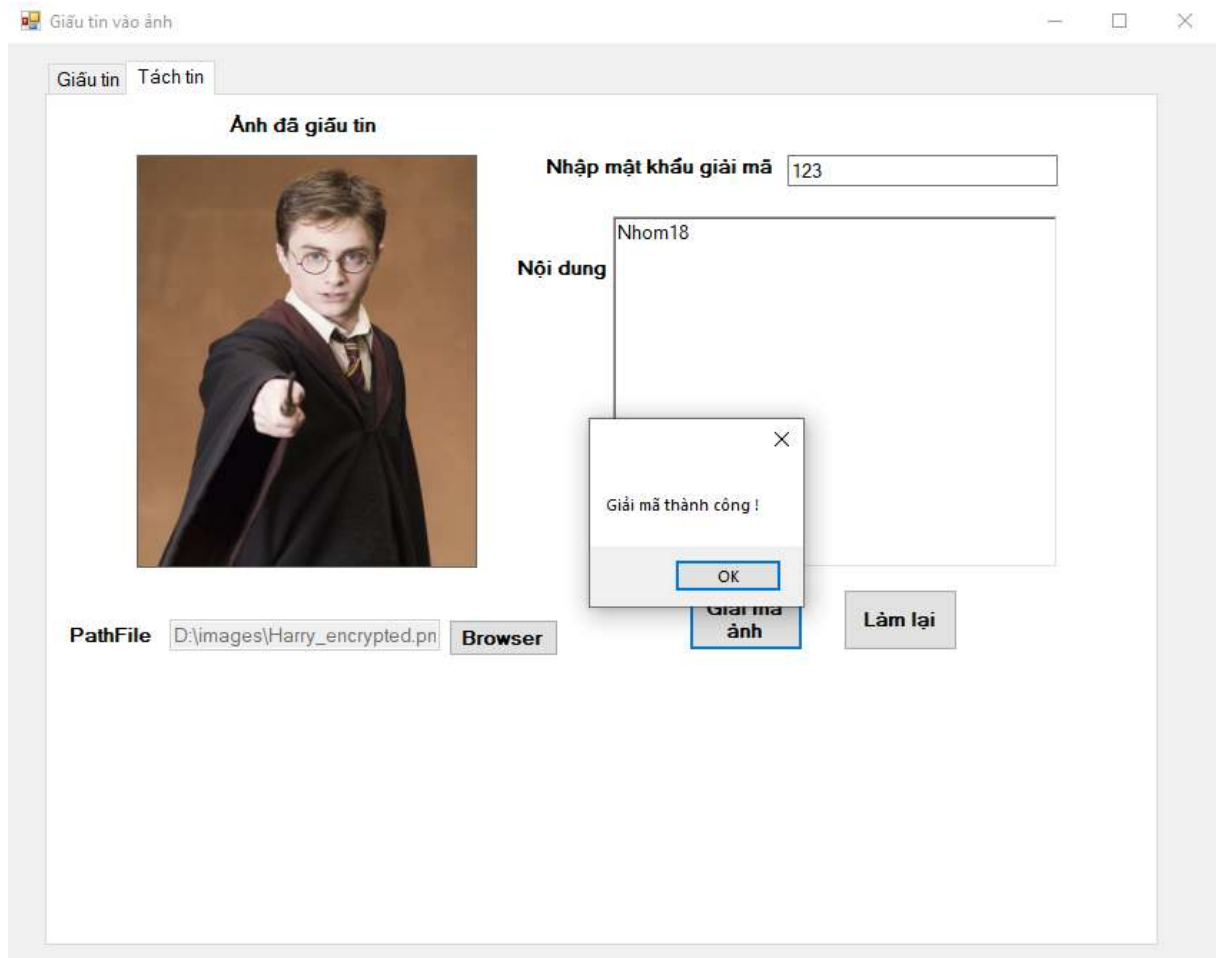 Giấu tin vào ảnh
Giấu tin Tách tin
Ảnh đã giấu tin
Nhập mật khẩu giải mã 123
Nội dung
Nhom18
Giải mã thành công !
OK
Giải mã
ảnh
Làm lại
PathFile D:\images\Harry_encrypted.pn Browser